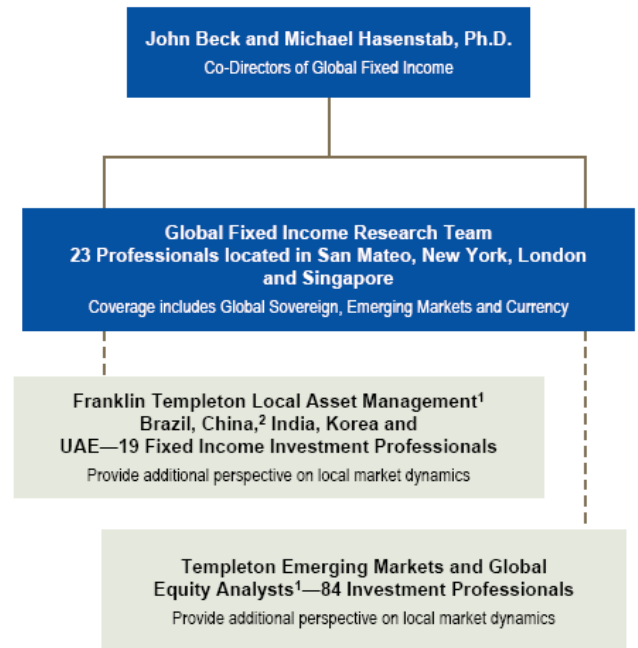 John Beck and Michael Hasenstab, Ph.D.
Co-Directors of Global Fixed Income
Global Fixed Income Research Team
23 Professionals located in San Mateo, New York, London
and Singapore
Coverage includes Global Sovereign, Emerging Markets and Currency
Franklin Templeton Local Asset Management¹
Brazil, China,² India, Korea and
UAE—19 Fixed Income Investment Professionals
Provide additional perspective on local market dynamics
Templeton Emerging Markets and Global
Equity Analysts¹—84 Investment Professionals
Provide additional perspective on local market dynamics